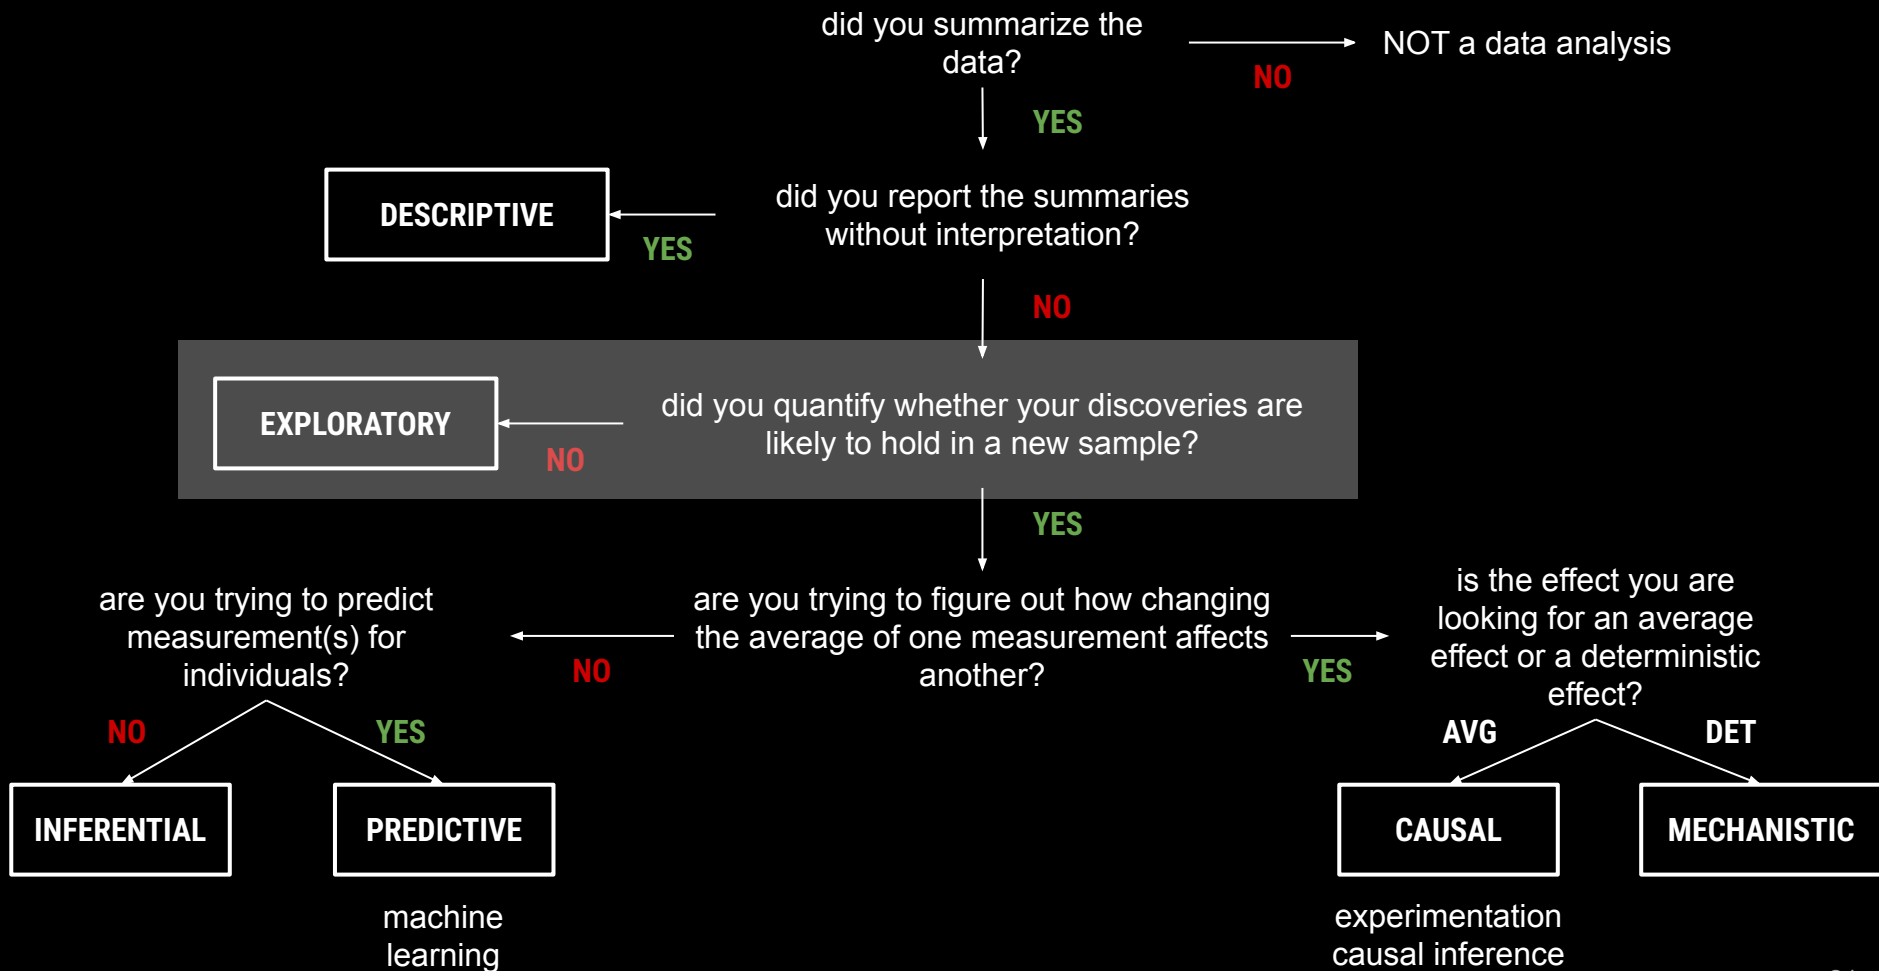 did you summarize the
data?
NOT a data analysis
NO
YES
DESCRIPTIVE
YES
did you report the summaries
without interpretation?
NO
EXPLORATORY
NO
did you quantify whether your discoveries are
likely to hold in a new sample?
YES
are you trying to predict
measurement(s) for
individuals?
NO
are you trying to figure out how changing
the average of one measurement affects
another?
YES
is the effect you are
looking for an average
effect or a deterministic
effect?
NO
YES
AVG
DET
INFERENTIAL
PREDICTIVE
CAUSAL
MECHANISTIC
machine
learning
experimentation
causal inference